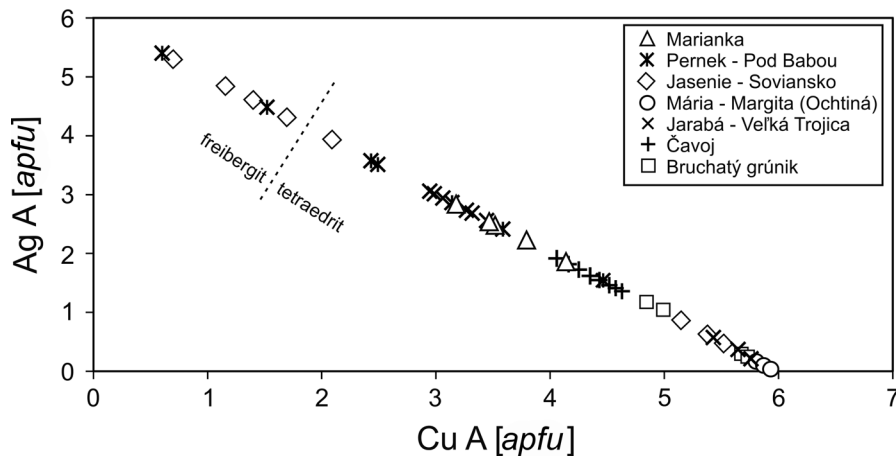 6
5
4
3
2
1
0
Ag A [apfu]
freibergit
tetraedrit
Marianka
Pernek - Pod Babou
Jasenie - Soviansko
Mária - Margita (Ochtiná)
Jarabá - Veľká Trojica
Čavoj
Bruchatý grúnik
0 1 2 3 4 5 6 7
Cu A [apfu]